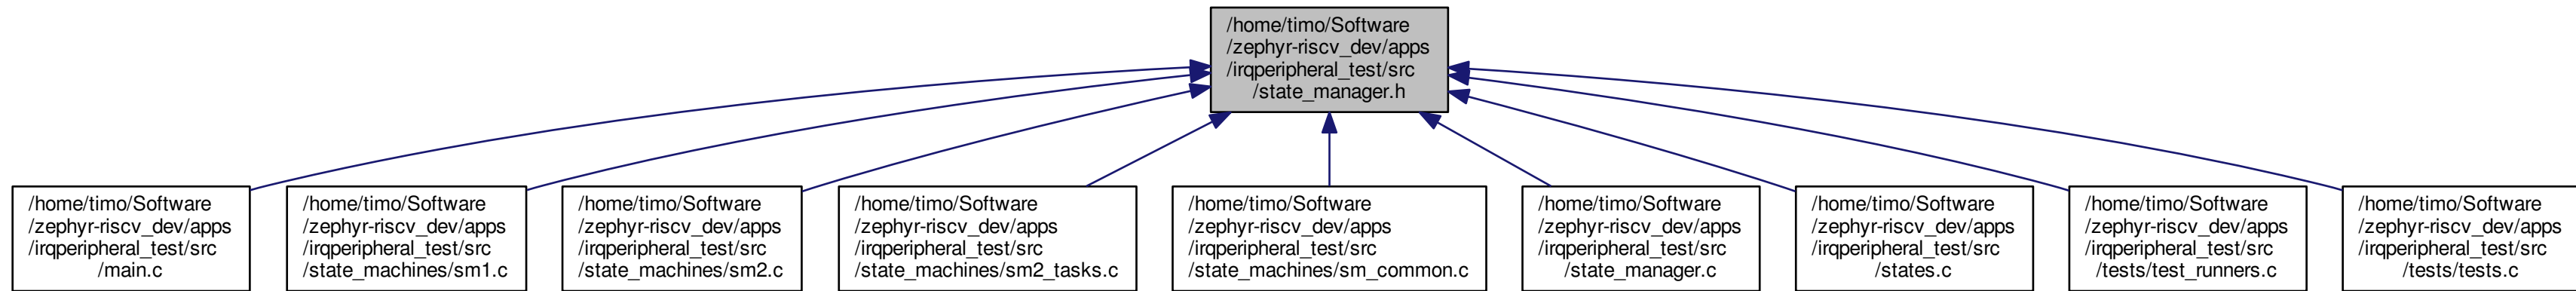 /home/timo/Software
/zephyr-riscv_dev/apps
/irqperipheral_test/src
/state_manager.h
/home/timo/Software
/zephyr-riscv_dev/apps
/irqperipheral_test/src
/main.c
/home/timo/Software
/zephyr-riscv_dev/apps
/irqperipheral_test/src
/state_machines/sm1.c
/home/timo/Software
/zephyr-riscv_dev/apps
/irqperipheral_test/src
/state_machines/sm2.c
/home/timo/Software
/zephyr-riscv_dev/apps
/irqperipheral_test/src
/state_machines/sm2_tasks.c
/home/timo/Software
/zephyr-riscv_dev/apps
/irqperipheral_test/src
/state_machines/sm_common.c
/home/timo/Software
/zephyr-riscv_dev/apps
/irqperipheral_test/src
/state_manager.c
/home/timo/Software
/zephyr-riscv_dev/apps
/irqperipheral_test/src
/states.c
/home/timo/Software
/zephyr-riscv_dev/apps
/irqperipheral_test/src
/tests/test_runners.c
/home/timo/Software
/zephyr-riscv_dev/apps
/irqperipheral_test/src
/tests/tests.c